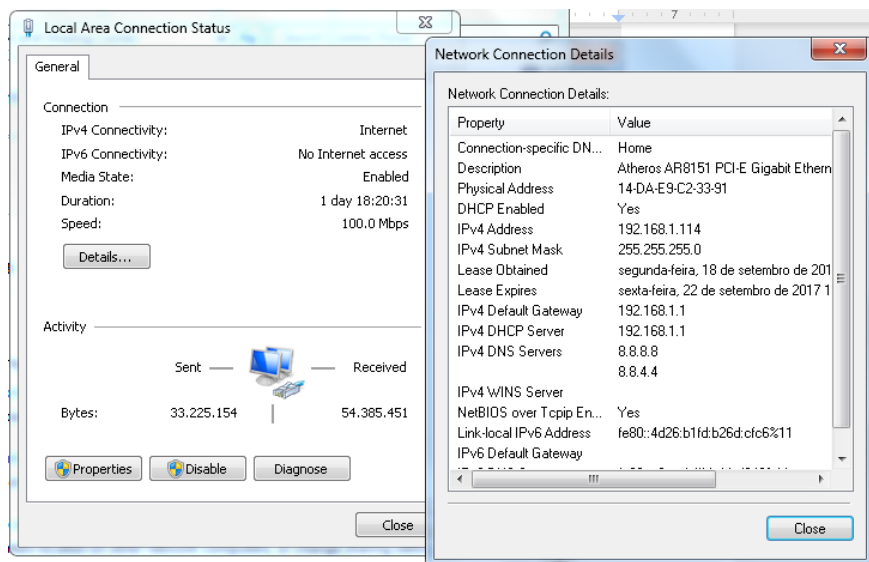 Local Area Connection Status
General
Connection
IPv4 Connectivity: Internet
IPv6 Connectivity: No Internet access
Media State: Enabled
Duration: 1 day 18:20:31
Speed: 100.0 Mbps
Details...
Activity
Sent Received
Bytes: 33.225.154 54.385.451
Properties Disable Diagnose
Close
7
Network Connection Details
Network Connection Details:
Property Value
Connection-specific DN... Home
Description Atheros AR8151 PCI-E Gigabit Ethern
Physical Address 14-DA-E9-C2-33-91
DHCP Enabled Yes
IPv4 Address 192.168.1.114
IPv4 Subnet Mask 255.255.255.0
Lease Obtained segunda-feira, 18 de setembro de 201
Lease Expires sexta-feira, 22 de setembro de 2017 1
IPv4 Default Gateway 192.168.1.1
IPv4 DHCP Server 192.168.1.1
IPv4 DNS Servers 8.8.8.8
8.8.4.4
IPv4 WINS Server
NetBIOS over Tcpip En... Yes
Link-local IPv6 Address fe80::4d26:b1fd:b26d:cfc6%11
IPv6 Default Gateway
Close